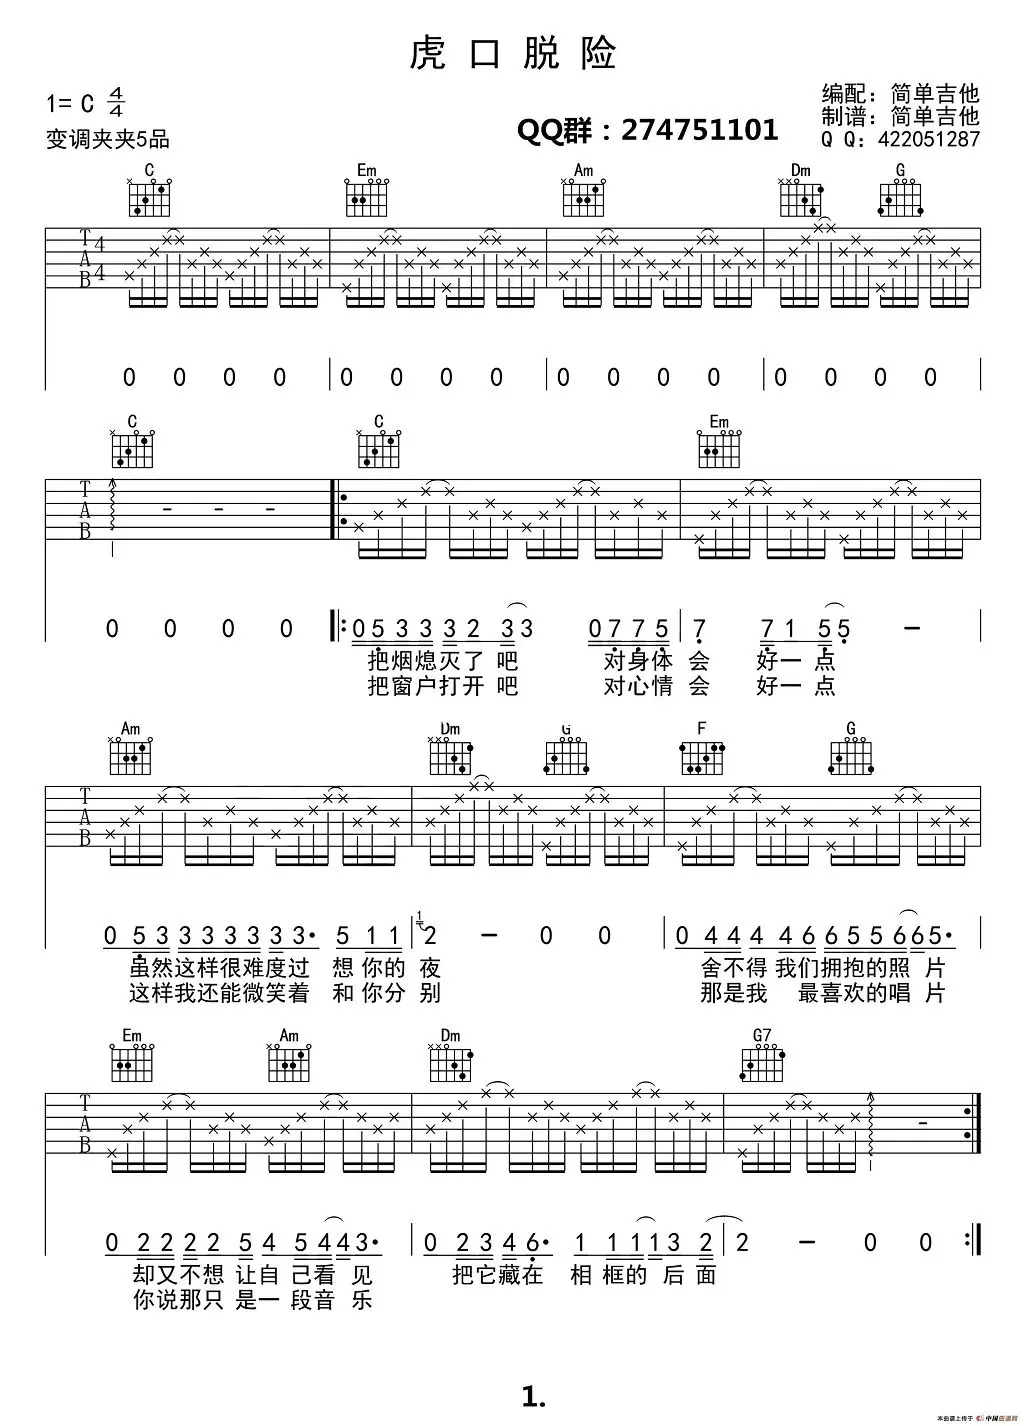 虎口脱险
1= C 4/4
编配：简单吉他
制谱：简单吉他
变调夹夹5品
QQ群：274751101
Q Q：422051287
C Em Am Dm G
T A B 4 4
0 0 0 0 | 0 0 0 0 | 0 0 0 0 | 0 0 0 0
C C Em
T A B - - -
0 0 0 0 |: 0 5 3 3 3 2 3 3 0 7 7 5 | 7 7 1 5 5 -
把烟熄灭了吧 对身体会 好一点
把窗户打开吧 对心情会 好一点
Am Dm G F G
T A B
0 5 3 3 3 3 3 3 3· 5 1 1 | 1 2 - 0 0 | 0 4 4 4 4 6 6 5 5 6 6 5·
虽然这样很难度过 想你的夜 舍不得我们拥抱的照片
这样我还能微笑着 和你分别 那是我 最喜欢的唱片
Em Am Dm G7
T A B -
0 2 2 2 2 5 4 5 4 4 3· | 0 2 3 4 6· 1 1 1 1 3 2 | 2 - 0 0 :|
却又不想让自己看见 把它藏在 相框的后面
你说那只是一段音乐
1.
本曲谱上传于 中国曲谱网